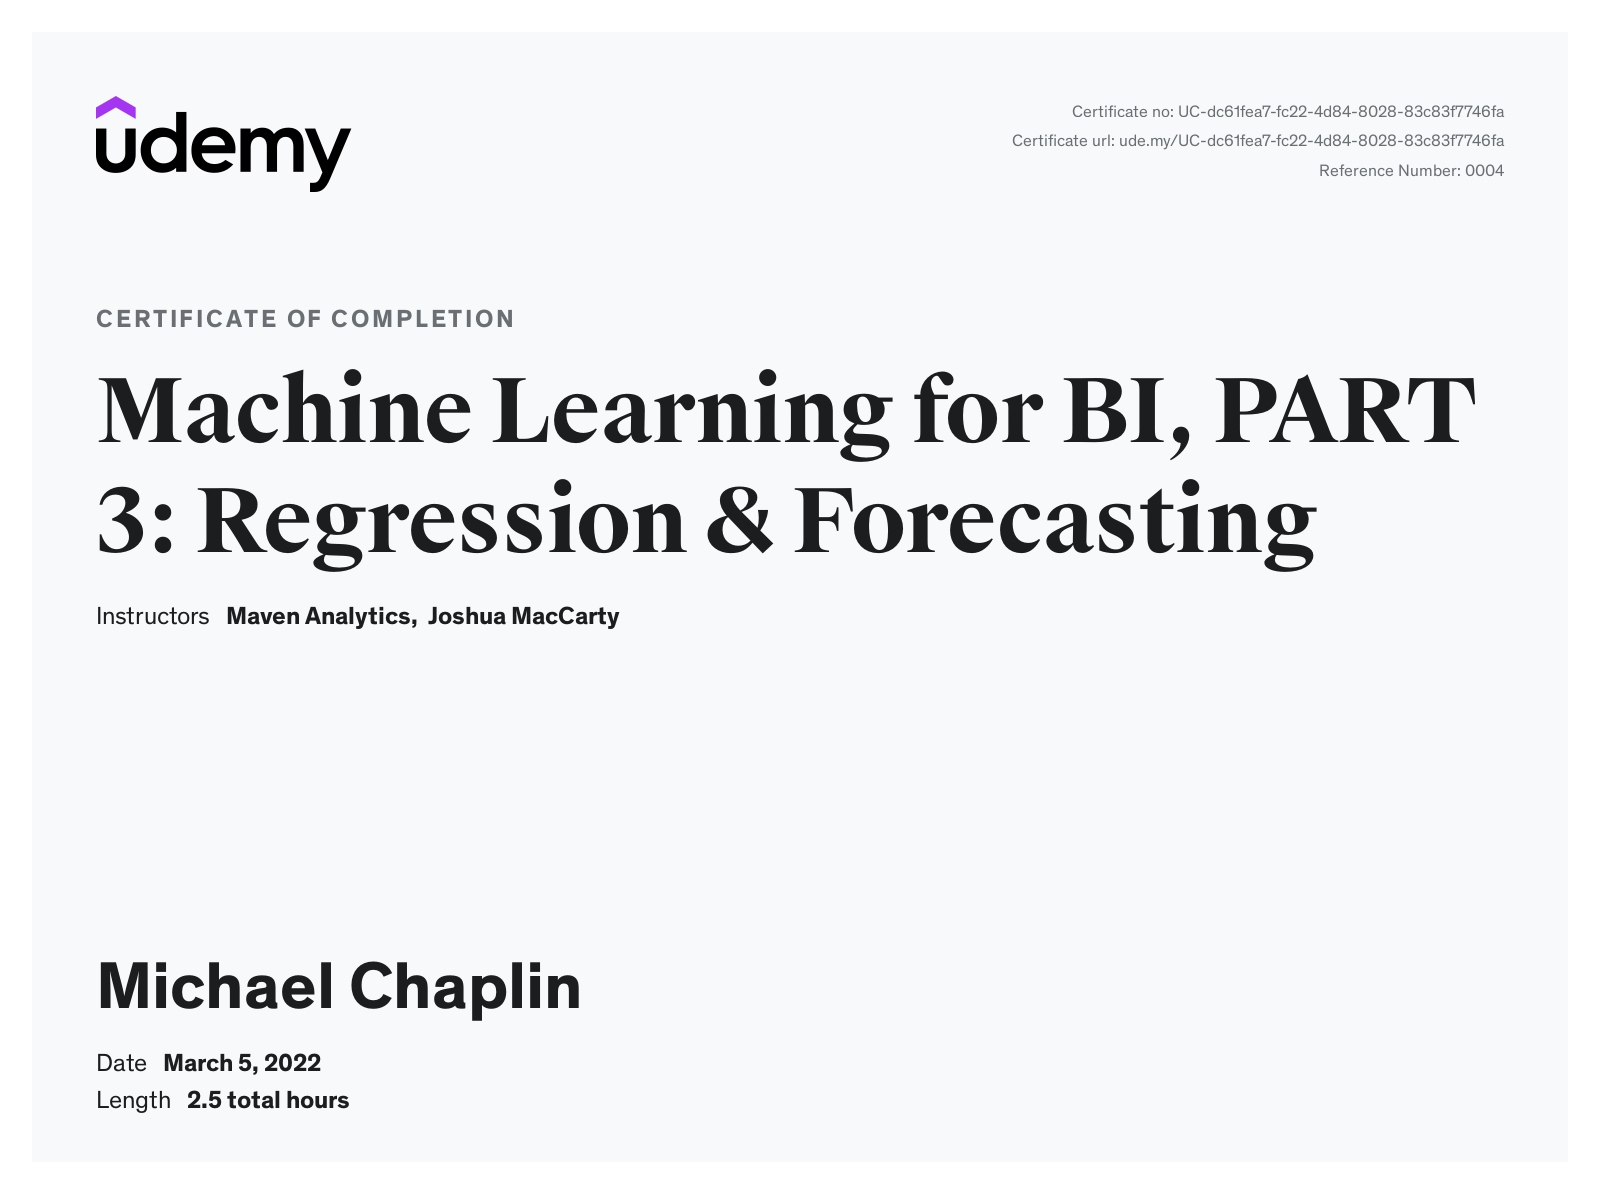 udemy
Certificate no: UC-dc61fea7-fc22-4d84-8028-83c83f7746fa
Certificate url: ude.my/UC-dc61fea7-fc22-4d84-8028-83c83f7746fa
Reference Number: 0004
CERTIFICATE OF COMPLETION
Machine Learning for BI, PART
3: Regression & Forecasting
Instructors Maven Analytics, Joshua MacCarty
Michael Chaplin
Date March 5, 2022
Length 2.5 total hours